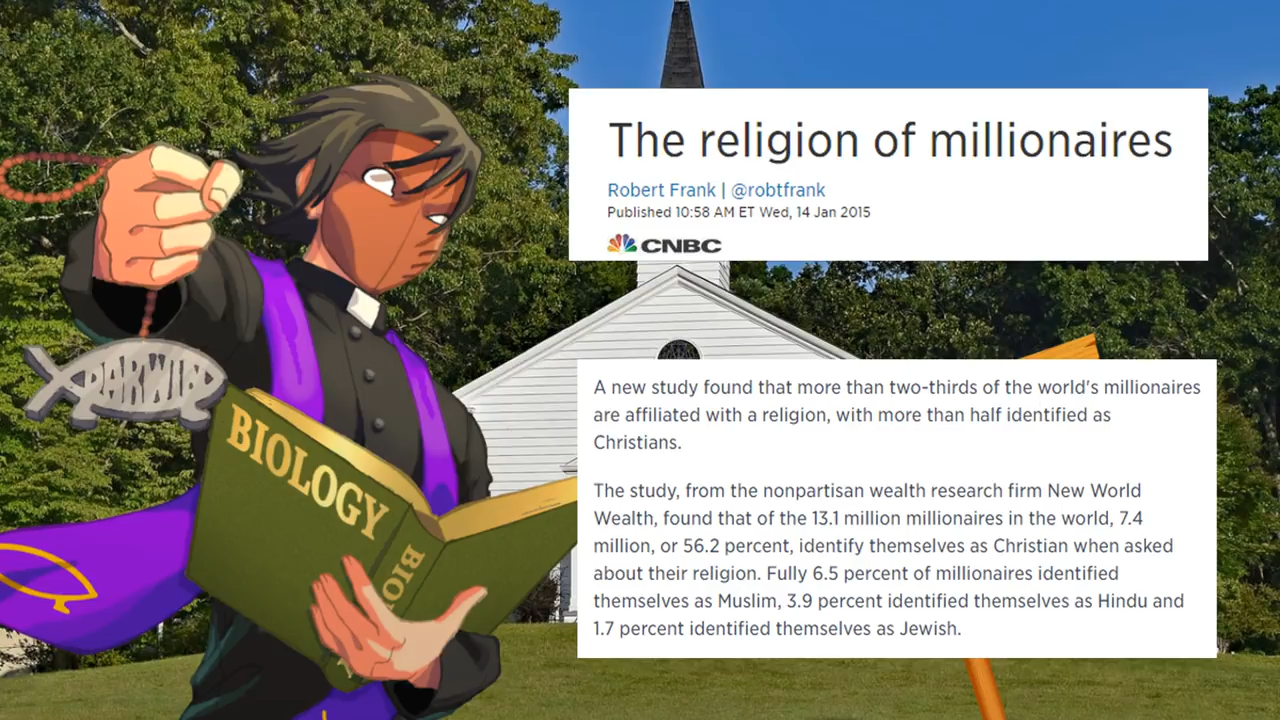 The religion of millionaires
Robert Frank | @robtfrank
Published 10:58 AM ET Wed, 14 Jan 2015
CNBC
DARWIN
BIOLOGY
BIO
A new study found that more than two-thirds of the world's millionaires
are affiliated with a religion, with more than half identified as
Christians.
The study, from the nonpartisan wealth research firm New World
Wealth, found that of the 13.1 million millionaires in the world, 7.4
million, or 56.2 percent, identify themselves as Christian when asked
about their religion. Fully 6.5 percent of millionaires identified
themselves as Muslim, 3.9 percent identified themselves as Hindu and
1.7 percent identified themselves as Jewish.